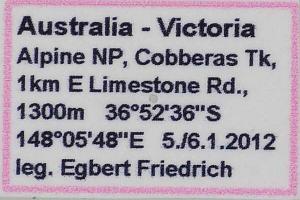 Australia - Victoria
Alpine NP, Cobberas Tk,
1km E Limestone Rd.,
1300m 36°52'36"S
148°05'48"E 5./6.1.2012
leg. Egbert Friedrich